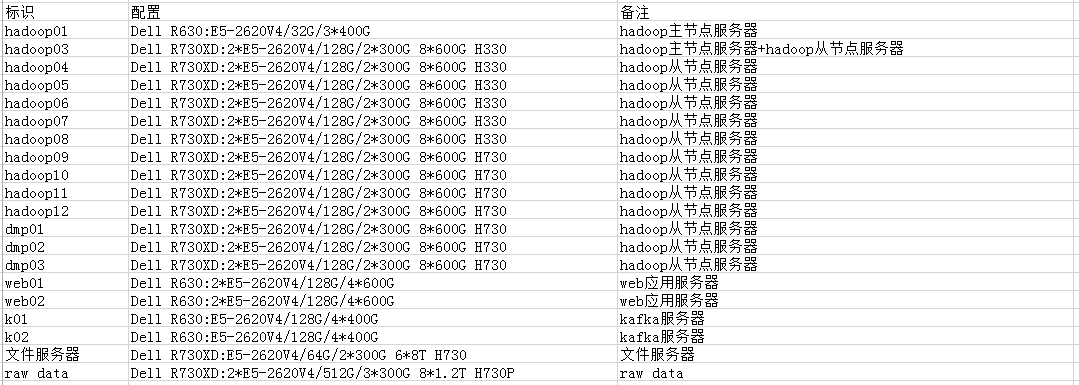 标识 配置 备注
hadoop01 Dell R630:E5-2620V4/32G/3*400G hadoop主节点服务器
hadoop03 Dell R730XD:2*E5-2620V4/128G/2*300G 8*600G H330 hadoop主节点服务器+hadoop从节点服务器
hadoop04 Dell R730XD:2*E5-2620V4/128G/2*300G 8*600G H330 hadoop从节点服务器
hadoop05 Dell R730XD:2*E5-2620V4/128G/2*300G 8*600G H330 hadoop从节点服务器
hadoop06 Dell R730XD:2*E5-2620V4/128G/2*300G 8*600G H330 hadoop从节点服务器
hadoop07 Dell R730XD:2*E5-2620V4/128G/2*300G 8*600G H330 hadoop从节点服务器
hadoop08 Dell R730XD:2*E5-2620V4/128G/2*300G 8*600G H330 hadoop从节点服务器
hadoop09 Dell R730XD:2*E5-2620V4/128G/2*300G 8*600G H730 hadoop从节点服务器
hadoop10 Dell R730XD:2*E5-2620V4/128G/2*300G 8*600G H730 hadoop从节点服务器
hadoop11 Dell R730XD:2*E5-2620V4/128G/2*300G 8*600G H730 hadoop从节点服务器
hadoop12 Dell R730XD:2*E5-2620V4/128G/2*300G 8*600G H730 hadoop从节点服务器
dmp01 Dell R730XD:2*E5-2620V4/128G/2*300G 8*600G H730 hadoop从节点服务器
dmp02 Dell R730XD:2*E5-2620V4/128G/2*300G 8*600G H730 hadoop从节点服务器
dmp03 Dell R730XD:2*E5-2620V4/128G/2*300G 8*600G H730 hadoop从节点服务器
web01 Dell R630:2*E5-2620V4/128G/4*600G web应用服务器
web02 Dell R630:2*E5-2620V4/128G/4*600G web应用服务器
k01 Dell R630:E5-2620V4/128G/4*400G kafka服务器
k02 Dell R630:E5-2620V4/128G/4*400G kafka服务器
文件服务器 Dell R730XD:E5-2620V4/64G/2*300G 6*8T H730 文件服务器
raw data Dell R730XD:2*E5-2620V4/512G/3*300G 8*1.2T H730P raw data